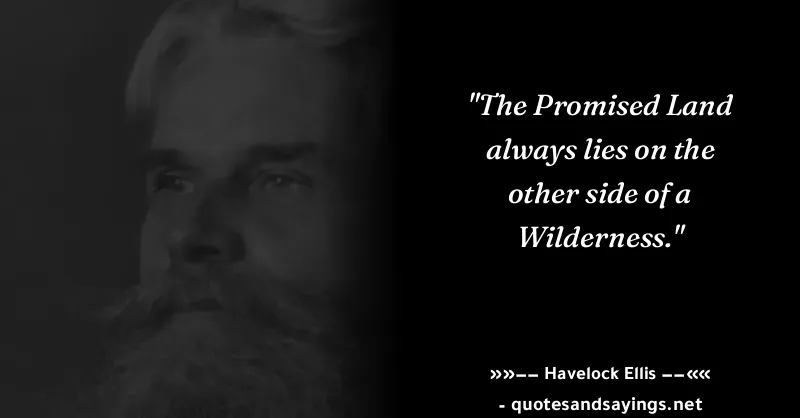 "The Promised Land
always lies on the
other side of a
Wilderness."
»»−− Havelock Ellis −−««
- quotesandsayings.net